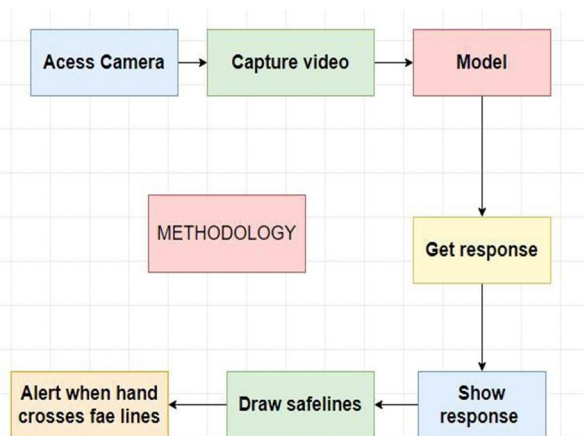 Acess Camera
Capture video
Model
METHODOLOGY
Get response
Alert when hand
crosses fae lines
Draw safelines
Show
response